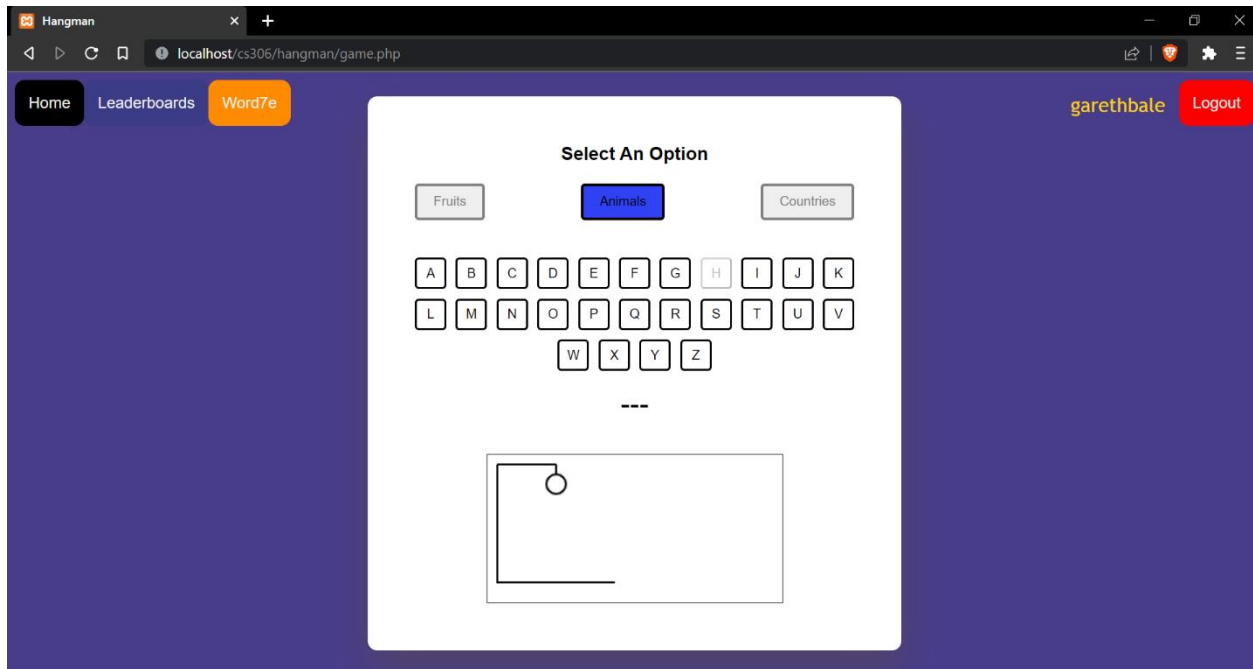 Hangman
localhost/cs306/hangman/game.php
Home Leaderboards Word7e garethbale Logout
Select An Option
Fruits Animals Countries
A B C D E F G H I J K
L M N O P Q R S T U V
W X Y Z
---